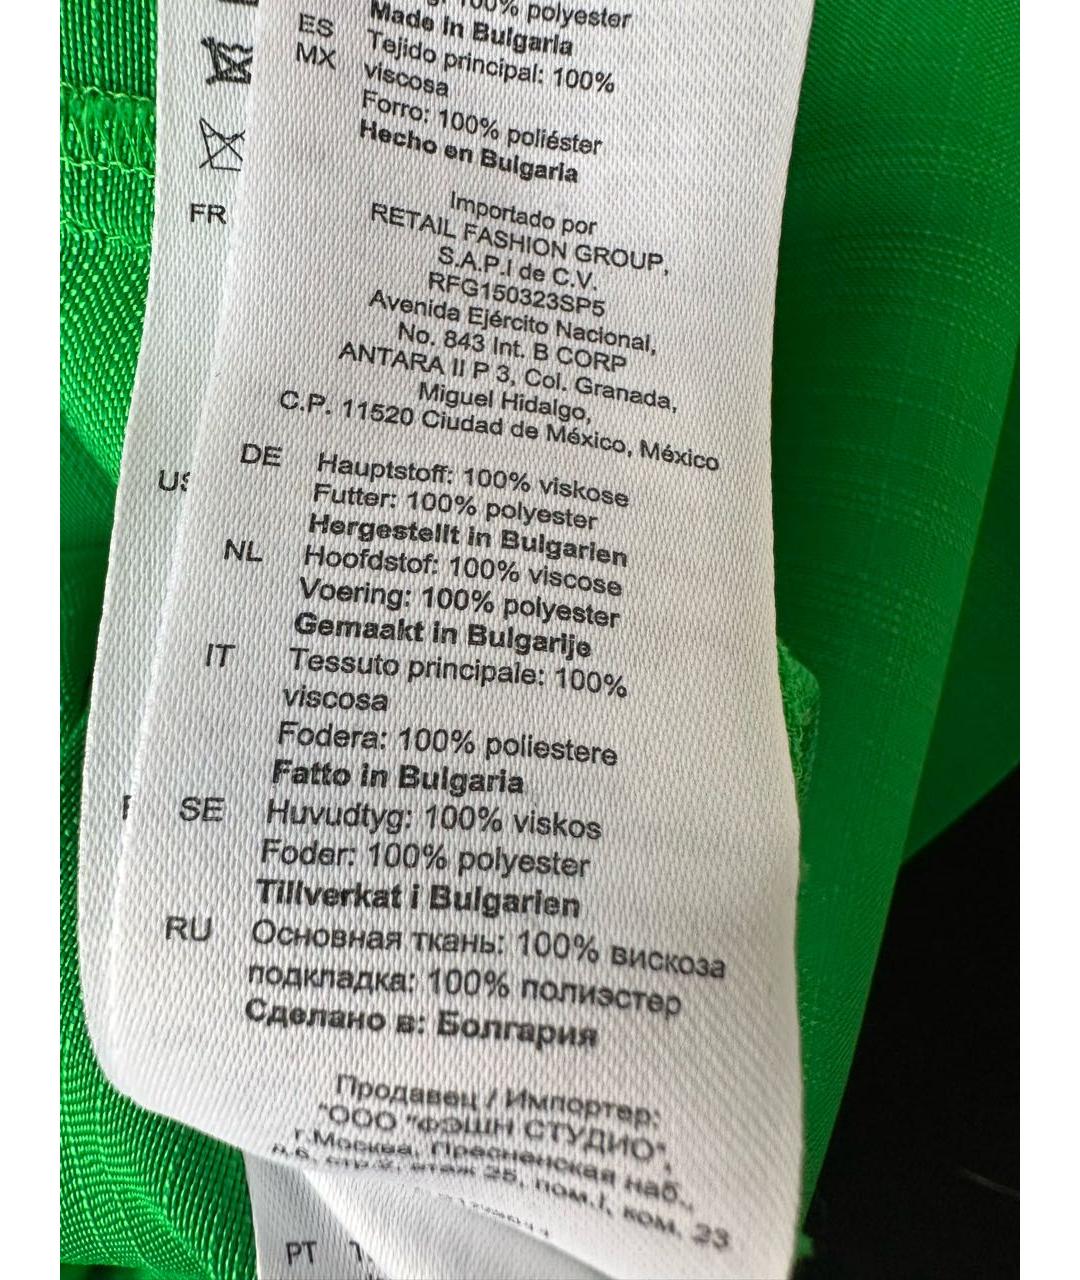 100% polyester
Made in Bulgaria
ES Tejido principal: 100%
MX viscosa
Forro: 100% poliéster
Hecho en Bulgaria
Importado por
RETAIL FASHION GROUP,
S.A.P.I de C.V.
RFG150323SP5
Avenida Ejército Nacional,
No. 843 Int. B CORP
ANTARA II P 3, Col. Granada,
Miguel Hidalgo,
C.P. 11520 Ciudad de México, México
DE Hauptstoff: 100% viskose
Futter: 100% polyester
Hergestellt in Bulgarien
NL Hoofdstof: 100% viscose
Voering: 100% polyester
Gemaakt in Bulgarije
IT Tessuto principale: 100%
viscosa
Fodera: 100% poliestere
Fatto in Bulgaria
SE Huvudtyg: 100% viskos
Foder: 100% polyester
Tillverkat i Bulgarien
RU Основная ткань: 100% вискоза
подкладка: 100% полиэстер
Сделано в: Болгария
Продавец / Импортер:
"ООО "ФЭШН СТУДИО",
г.Москва, Пресненская наб.,
этаж 25, пом.I, ком. 23
FR
US
PT